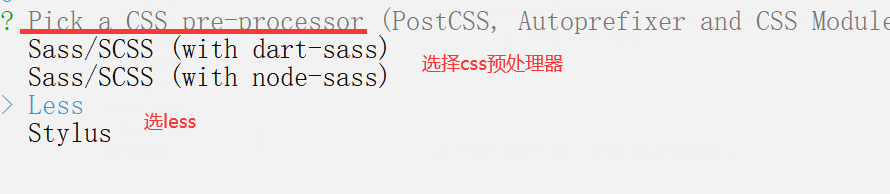 ? Pick a CSS pre-processor (PostCSS, Autoprefixer and CSS Module
Sass/SCSS (with dart-sass)
Sass/SCSS (with node-sass)
选择css预处理器
> Less
选less
Stylus